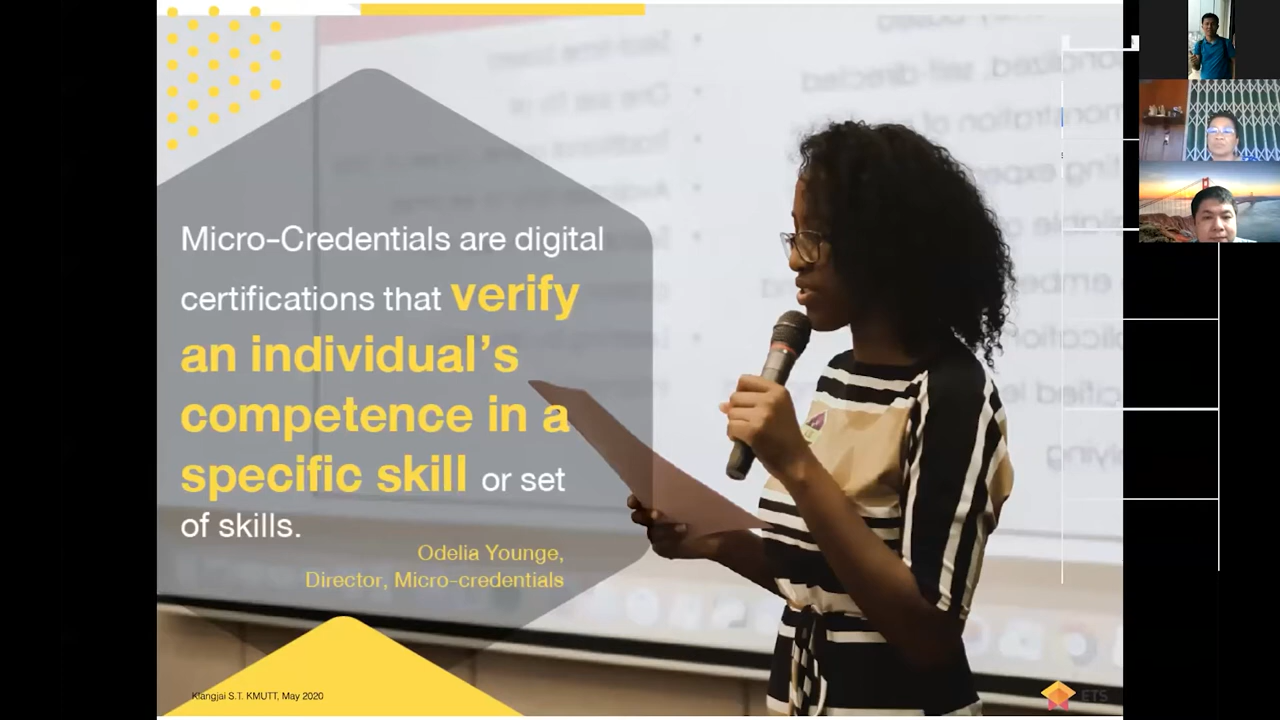 Micro-Credentials are digital
certifications that verify
an individual's
competence in a
specific skill or set
of skills.
Odelia Younge,
Director, Micro-credentials
Klangjai S.T. KMUTT, May 2020
ETS